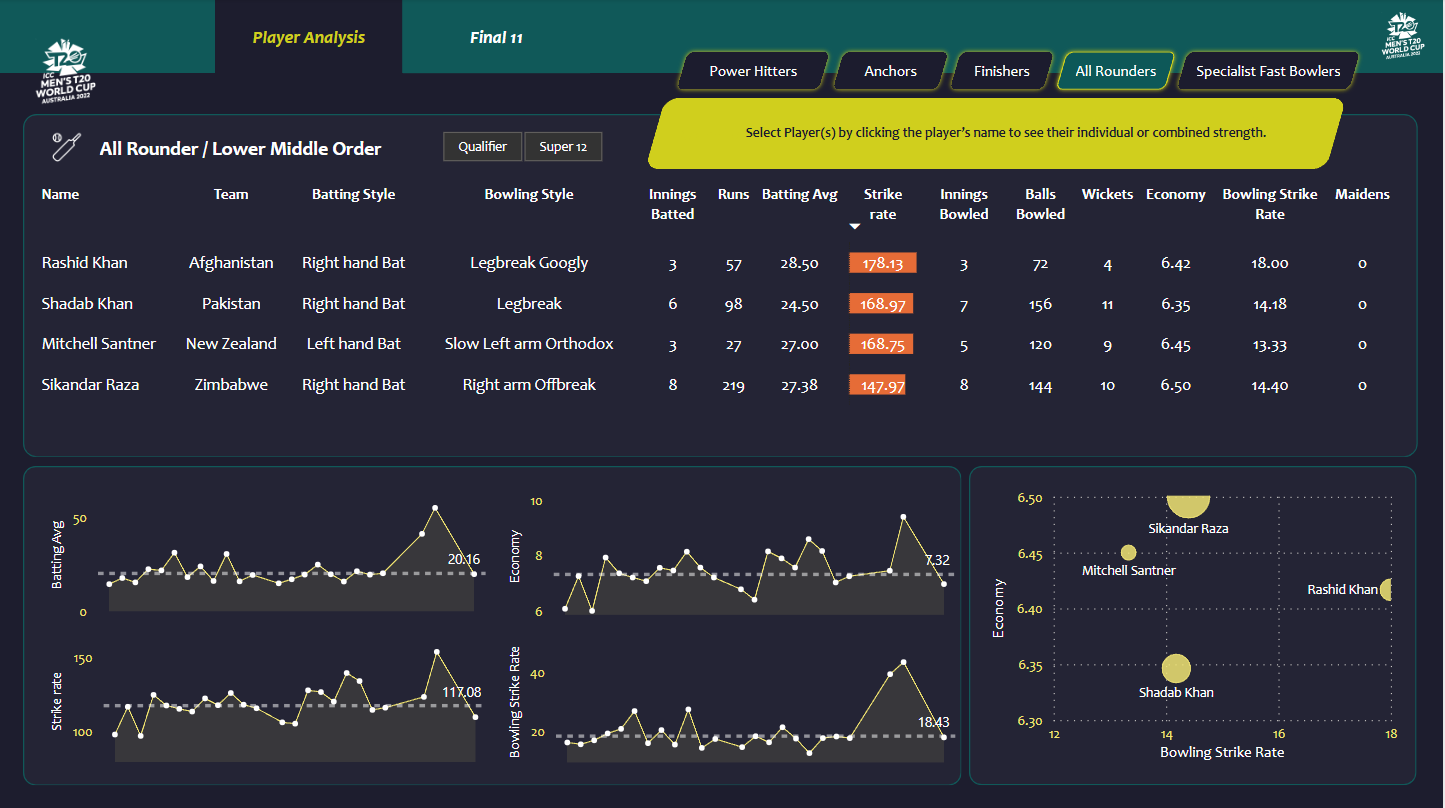 Player Analysis
Final 11
ICC
MEN'S T20
WORLD CUP
AUSTRALIA 2022
ICC
MEN'S T20
WORLD CUP
AUSTRALIA 2022
Power Hitters
Anchors
Finishers
All Rounders
Specialist Fast Bowlers
Select Player(s) by clicking the player's name to see their individual or combined strength.
All Rounder / Lower Middle Order
Qualifier
Super 12
Name Team Batting Style Bowling Style Innings Batted Runs Batting Avg Strike rate Innings Bowled Balls Bowled Wickets Economy Bowling Strike Rate Maidens
Rashid Khan Afghanistan Right hand Bat Legbreak Googly 3 57 28.50 178.13 3 72 4 6.42 18.00 0
Shadab Khan Pakistan Right hand Bat Legbreak 6 98 24.50 168.97 7 156 11 6.35 14.18 0
Mitchell Santner New Zealand Left hand Bat Slow Left arm Orthodox 3 27 27.00 168.75 5 120 9 6.45 13.33 0
Sikandar Raza Zimbabwe Right hand Bat Right arm Offbreak 8 219 27.38 147.97 8 144 10 6.50 14.40 0
Batting Avg
50
0
20.16
Economy
10
8
6
7.32
Strike rate
150
100
117.08
Bowling Strike Rate
40
20
18.43
Economy
6.50
6.45
6.40
6.35
6.30
Sikandar Raza
Mitchell Santner
Rashid Khan
Shadab Khan
12 14 16 18
Bowling Strike Rate